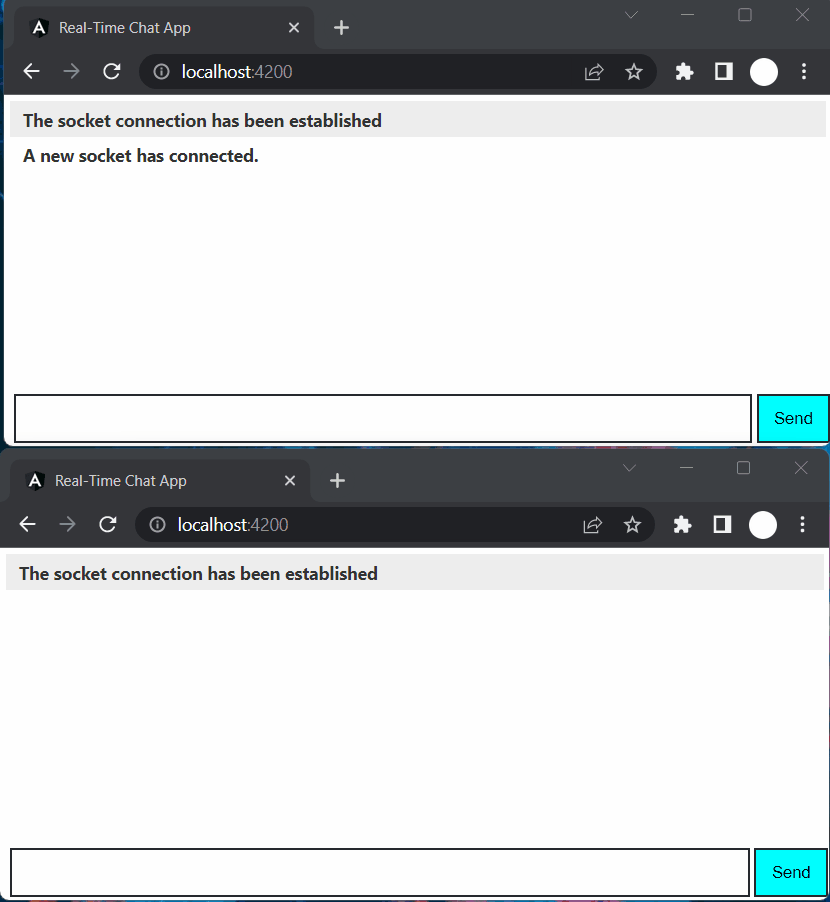 Real-Time Chat App
localhost:4200
The socket connection has been established
A new socket has connected.
Send
Real-Time Chat App
localhost:4200
The socket connection has been established
Send